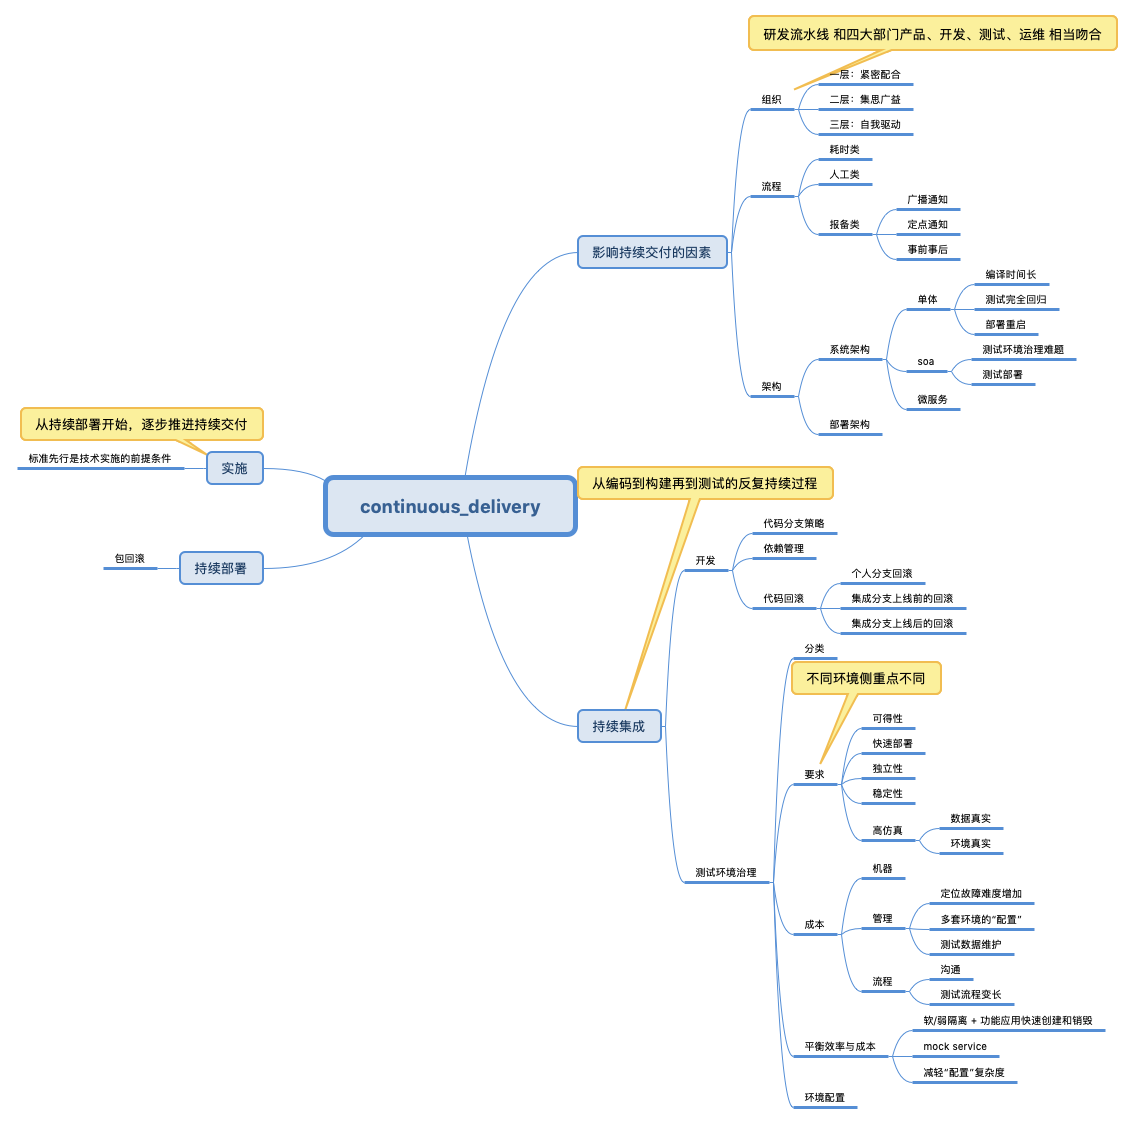 研发流水线 和四大部门产品、开发、测试、运维 相当吻合
一层：紧密配合
组织
二层：集思广益
三层：自我驱动
耗时类
流程
人工类
报备类
广播通知
定点通知
事前事后
影响持续交付的因素
架构
系统架构
单体
编译时间长
测试完全回归
部署重启
soa
测试环境治理难题
测试部署
微服务
部署架构
从持续部署开始，逐步推进持续交付
标准先行是技术实施的前提条件
实施
continuous_delivery
包回滚
持续部署
从编码到构建再到测试的反复持续过程
持续集成
开发
代码分支策略
依赖管理
代码回滚
个人分支回滚
集成分支上线前的回滚
集成分支上线后的回滚
测试环境治理
分类
不同环境侧重点不同
要求
可得性
快速部署
独立性
稳定性
高仿真
数据真实
环境真实
成本
机器
管理
定位故障难度增加
多套环境的“配置”
测试数据维护
流程
沟通
测试流程变长
平衡效率与成本
软/弱隔离 + 功能应用快速创建和销毁
mock service
减轻“配置”复杂度
环境配置